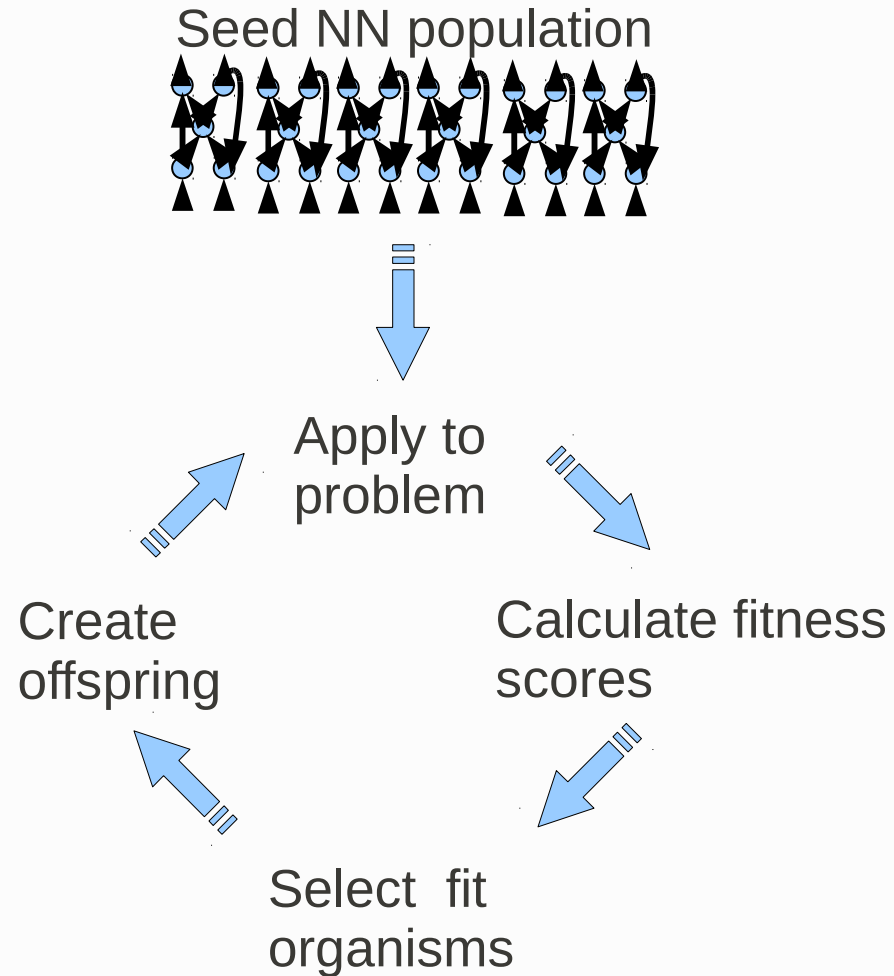 Seed NN population
Apply to
problem
Create
offspring
Calculate fitness
scores
Select  fit
organisms